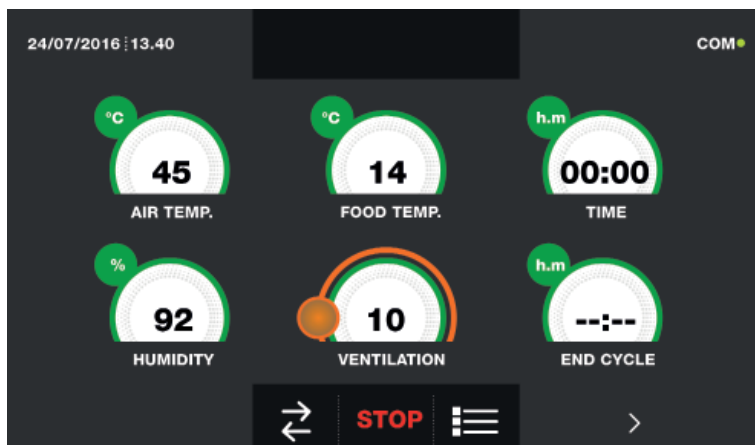 24/07/2016 13.40
COM
°C
°C
h.m
45
14
00:00
AIR TEMP.
FOOD TEMP.
TIME
%
h.m
92
10
--:--
HUMIDITY
VENTILATION
END CYCLE
STOP